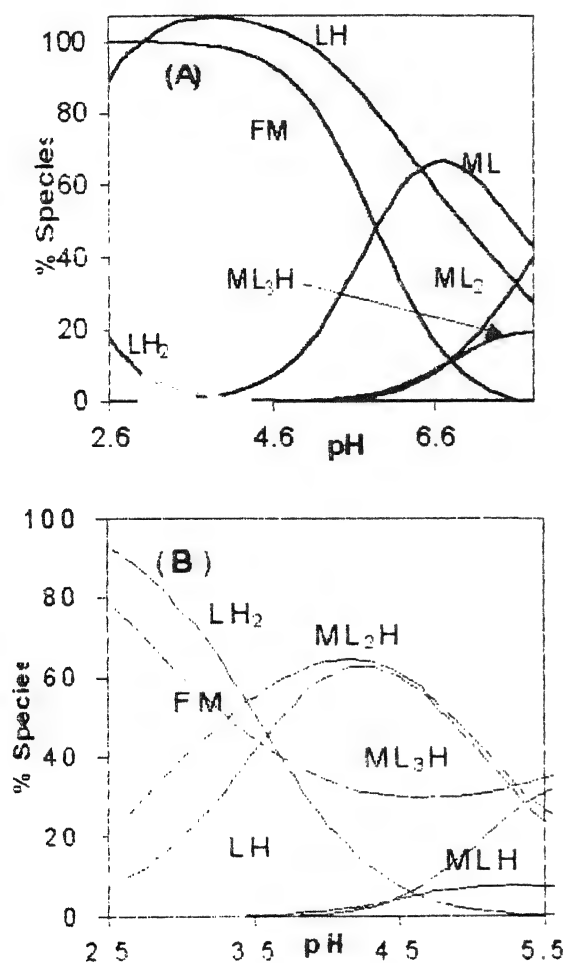 100
80
60
40
20
0
% Species
(A)
LH
FM
ML
ML₂
ML₃H
LH₂
2.6
4.6
6.6
pH
100
80
60
40
20
0
% Species
(B)
LH₂
ML₂H
FM
ML₃H
LH
MLH
2 5
3 5
4 5
5.5
pH